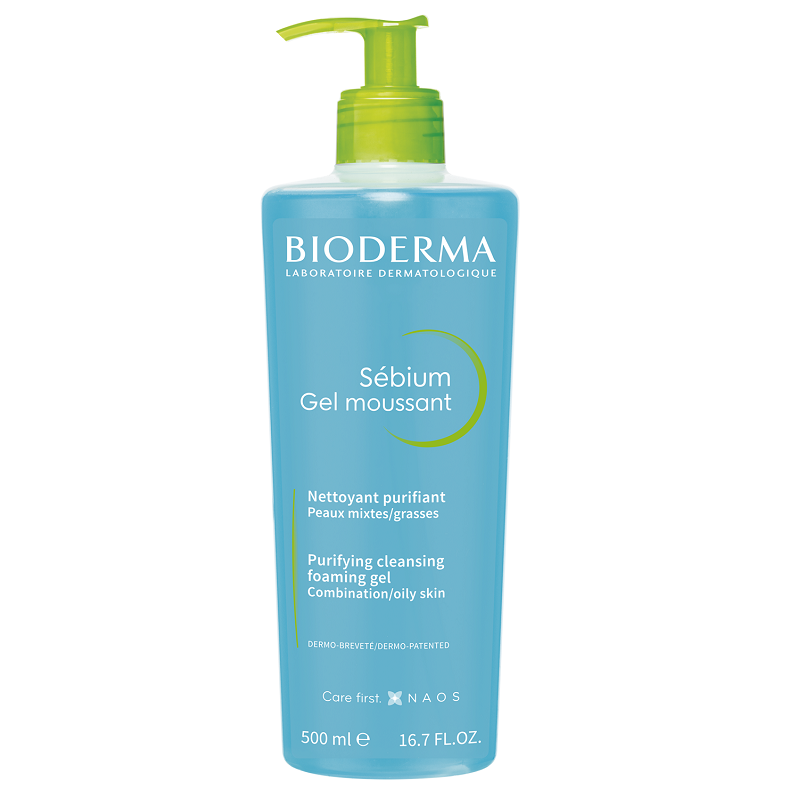 BIODERMA
LABORATOIRE DERMATOLOGIQUE
Sébium
Gel moussant
Nettoyant purifiant
Peaux mixtes/grasses
Purifying cleansing
foaming gel
Combination/oily skin
DERMO-BREVETÉ/DERMO-PATENTED
Care first. NAOS
500 ml ℮ 16.7 FL.OZ.